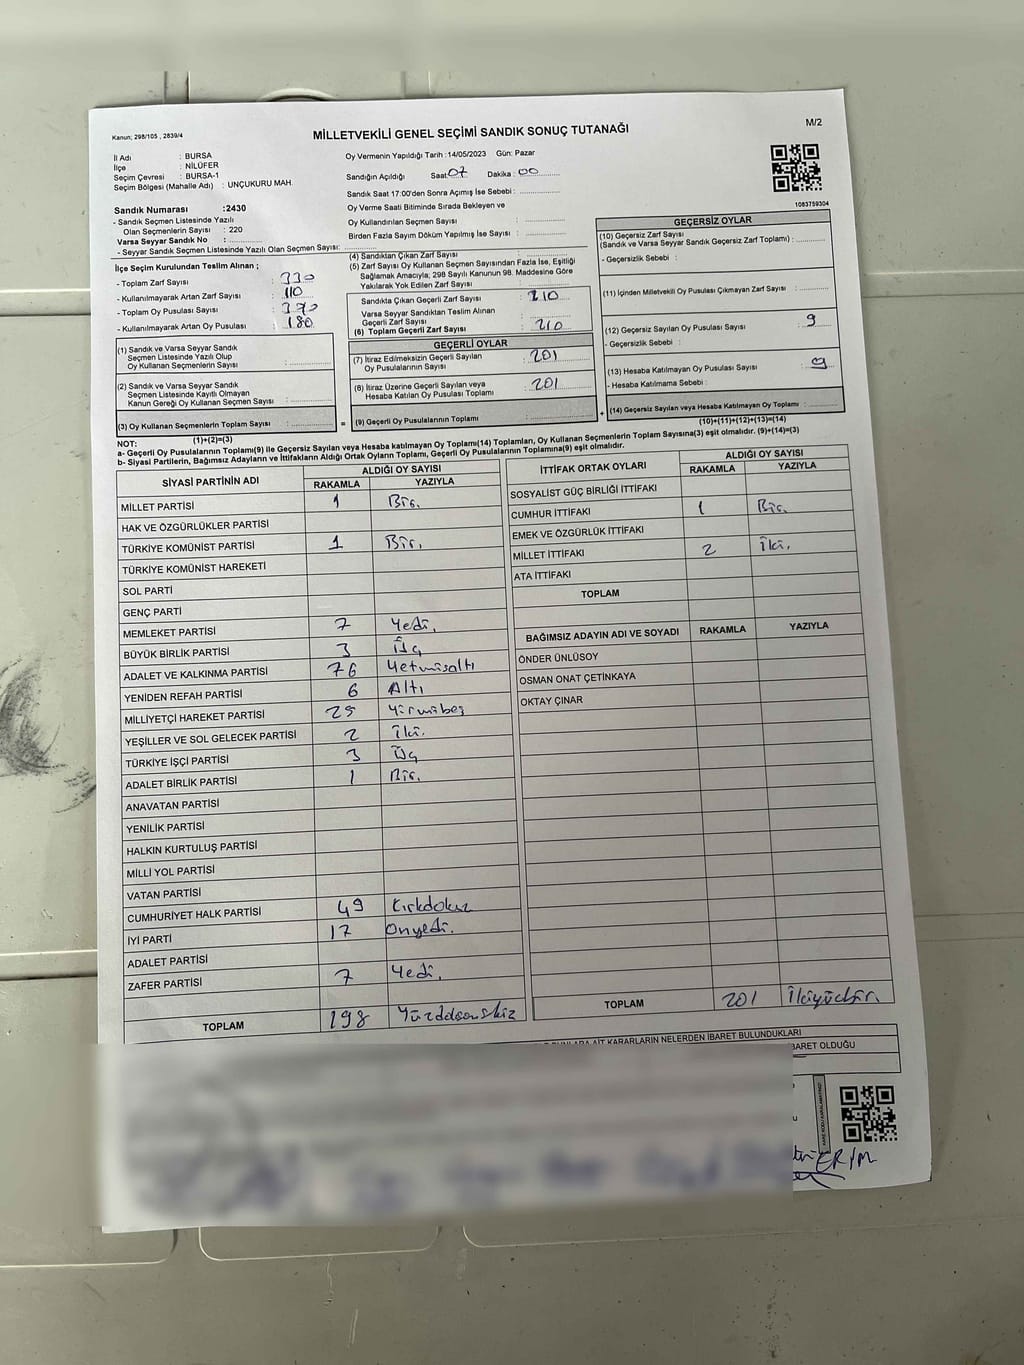 Kanun; 298/105 , 2839/4
MİLLETVEKİLİ GENEL SEÇİMİ SANDIK SONUÇ TUTANAĞI
M/2
İl Adı : BURSA
İlçe : NİLÜFER
Seçim Çevresi : BURSA-1
Seçim Bölgesi (Mahalle Adı) : UNÇUKURU MAH.
Oy Vermenin Yapıldığı Tarih :14/05/2023 Gün: Pazar
Sandığın Açıldığı Saat:07 Dakika : 00
Sandık Saat 17:00'den Sonra Açımış İse Sebebi :
Oy Verme Saati Bitiminde Sırada Bekleyen ve
Oy Kullandırılan Seçmen Sayısı :
Birden Fazla Sayım Döküm Yapılmış İse Sayısı :
1083759304
Sandık Numarası :2430
- Sandık Seçmen Listesinde Yazılı
Olan Seçmenlerin Sayısı : 220
Varsa Seyyar Sandık No :
- Seyyar Sandık Seçmen Listesinde Yazılı Olan Seçmen Sayısı:
İlçe Seçim Kurulundan Teslim Alınan ;
- Toplam Zarf Sayısı : 330
- Kullanılmayarak Artan Zarf Sayısı : 110
- Toplam Oy Pusulası Sayısı : 370
- Kullanılmayarak Artan Oy Pusulası : 180
(1) Sandık ve Varsa Seyyar Sandık
Seçmen Listesinde Yazılı Olup
Oy Kullanan Seçmenlerin Sayısı :
(2) Sandık ve Varsa Seyyar Sandık
Seçmen Listesinde Kayıtlı Olmayan
Kanun Gereği Oy Kullanan Seçmen Sayısı :
(3) Oy Kullanan Seçmenlerin Toplam Sayısı :
(1)+(2)=(3)
(4) Sandıktan Çıkan Zarf Sayısı :
(5) Zarf Sayısı Oy Kullanan Seçmen Sayısından Fazla İse, Eşitliği
Sağlamak Amacıyla; 298 Sayılı Kanunun 98. Maddesine Göre
Yakılarak Yok Edilen Zarf Sayısı :
Sandıkta Çıkan Geçerli Zarf Sayısı : 210
Varsa Seyyar Sandıktan Teslim Alınan
Geçerli Zarf Sayısı :
(6) Toplam Geçerli Zarf Sayısı : 210
GEÇERLİ OYLAR
(7) İtiraz Edilmeksizin Geçerli Sayılan
Oy Pusulalarının Sayısı : 201
(8) İtiraz Üzerine Geçerli Sayılan veya
Hesaba Katılan Oy Pusulası Toplamı : 201
= (9) Geçerli Oy Pusulalarının Toplamı :
GEÇERSİZ OYLAR
(10) Geçersiz Zarf Sayısı
(Sandık ve Varsa Seyyar Sandık Geçersiz Zarf Toplamı) :
- Geçersizlik Sebebi :
(11) İçinden Milletvekili Oy Pusulası Çıkmayan Zarf Sayısı :
(12) Geçersiz Sayılan Oy Pusulası Sayısı : 9
- Geçersizlik Sebebi :
(13) Hesaba Katılmayan Oy Pusulası Sayısı : 9
- Hesaba Katılmama Sebebi :
+ (14) Geçersiz Sayılan veya Hesaba Katılmayan Oy Toplamı :
(10)+(11)+(12)+(13)=(14)
NOT:
a- Geçerli Oy Pusulalarının Toplamı(9) ile Geçersiz Sayılan veya Hesaba katılmayan Oy Toplamı(14) Toplamları, Oy Kullanan Seçmenlerin Toplam Sayısına(3) eşit olmalıdır. (9)+(14)=(3)
b- Siyasi Partilerin, Bağımsız Adayların ve İttifakların Aldığı Ortak Oyların Toplamı, Geçerli Oy Pusulalarının Toplamına(9) eşit olmalıdır.
SİYASİ PARTİNİN ADI
ALDIĞI OY SAYISI
RAKAMLA YAZIYLA
MİLLET PARTİSİ 1 Bir.
HAK VE ÖZGÜRLÜKLER PARTİSİ
TÜRKİYE KOMÜNİST PARTİSİ 1 Bir.
TÜRKİYE KOMÜNİST HAREKETİ
SOL PARTİ
GENÇ PARTİ
MEMLEKET PARTİSİ 7 Yedi.
BÜYÜK BİRLİK PARTİSİ 3 Üç
ADALET VE KALKINMA PARTİSİ 76 Yetmişaltı
YENİDEN REFAH PARTİSİ 6 Altı
MİLLİYETÇİ HAREKET PARTİSİ 25 Yirmibeş
YEŞİLLER VE SOL GELECEK PARTİSİ 2 İki.
TÜRKİYE İŞÇİ PARTİSİ 3 Üç
ADALET BİRLİK PARTİSİ 1 Bir.
ANAVATAN PARTİSİ
YENİLİK PARTİSİ
HALKIN KURTULUŞ PARTİSİ
MİLLİ YOL PARTİSİ
VATAN PARTİSİ
CUMHURİYET HALK PARTİSİ 49 Kırkdokuz
İYİ PARTİ 17 Onyedi.
ADALET PARTİSİ
ZAFER PARTİSİ 7 Yedi.
TOPLAM 198 Yüzddoanskiz
İTTİFAK ORTAK OYLARI
ALDIĞI OY SAYISI
RAKAMLA YAZIYLA
SOSYALİST GÜÇ BİRLİĞİ İTTİFAKI
CUMHUR İTTİFAKI 1 Bir.
EMEK VE ÖZGÜRLÜK İTTİFAKI
MİLLET İTTİFAKI 2 İki.
ATA İTTİFAKI
TOPLAM
BAĞIMSIZ ADAYIN ADI VE SOYADI RAKAMLA YAZIYLA
ÖNDER ÜNLÜSOY
OSMAN ONAT ÇETİNKAYA
OKTAY ÇINAR
TOPLAM 201 İkiyüzbir.
AİT KARARLARIN NELERDEN İBARET BULUNDUKLARI
BARET OLDUĞU
ERİM